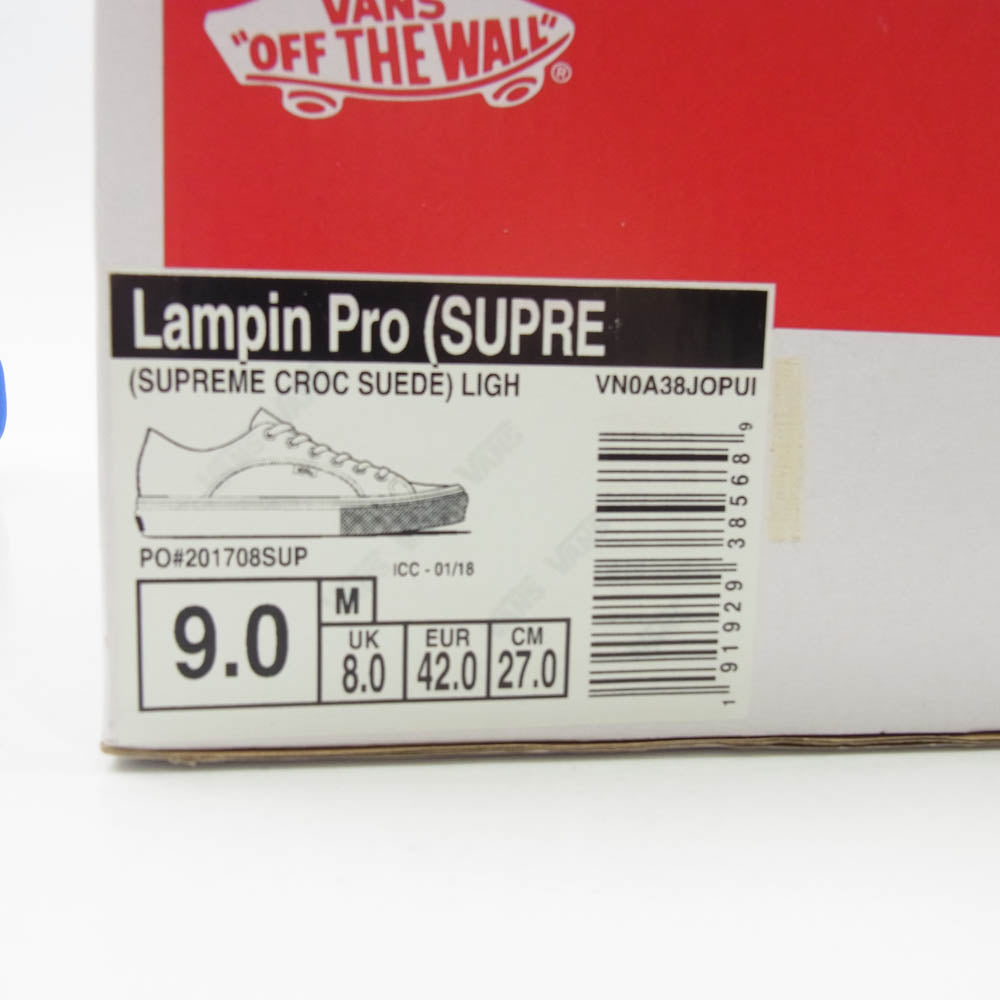 VANS
"OFF THE WALL"
®
Lampin Pro (SUPRE
(SUPREME CROC SUEDE) LIGH
VN0A38JOPUI
PO#201708SUP
ICC - 01/18
9.0
M
UK
8.0
EUR
42.0
CM
27.0
1 91929 38568 9